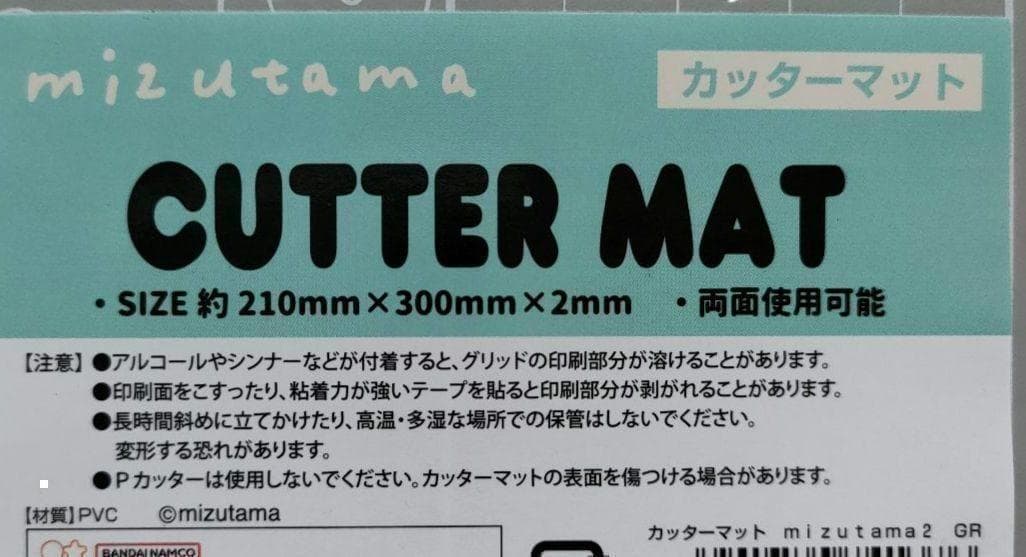 mizutama
カッターマット
CUTTER MAT
・SIZE 約 210mm×300mm×2mm ・両面使用可能
【注意】●アルコールやシンナーなどが付着すると、グリッドの印刷部分が溶けることがあります。
●印刷面をこすったり、粘着力が強いテープを貼ると印刷部分が剥がれることがあります。
●長時間斜めに立てかけたり、高温・多湿な場所での保管はしないでください。
変形する恐れがあります。
●Pカッターは使用しないでください。カッターマットの表面を傷つける場合があります。
【材質】PVC ©mizutama
カッターマット mizutama2 GR
BANDAI NAMCO